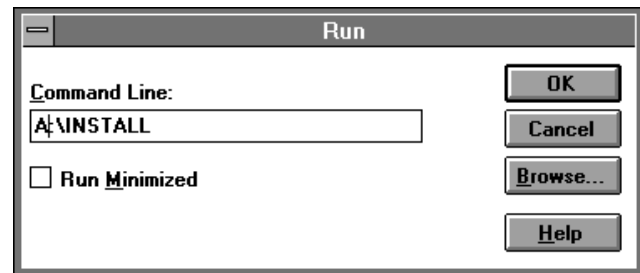 Run
Command Line:
A:\INSTALL
Run Minimized
OK
Cancel
Browse...
Help